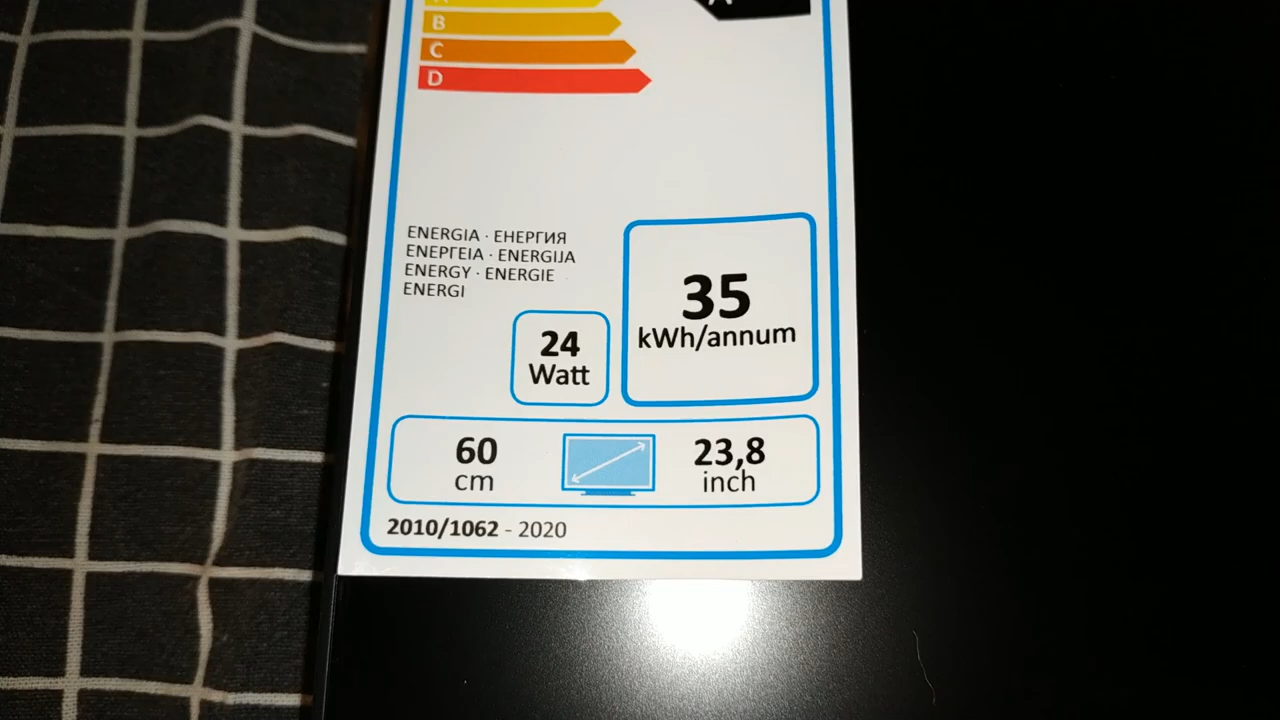 A
B
C
D
ENERGIA · ЕНЕРГИЯ
ΕΝΕΡΓΕΙΑ · ENERGIJA
ENERGY · ENERGIE
ENERGI
24
Watt
35
kWh/annum
60
cm
23,8
inch
2010/1062 - 2020